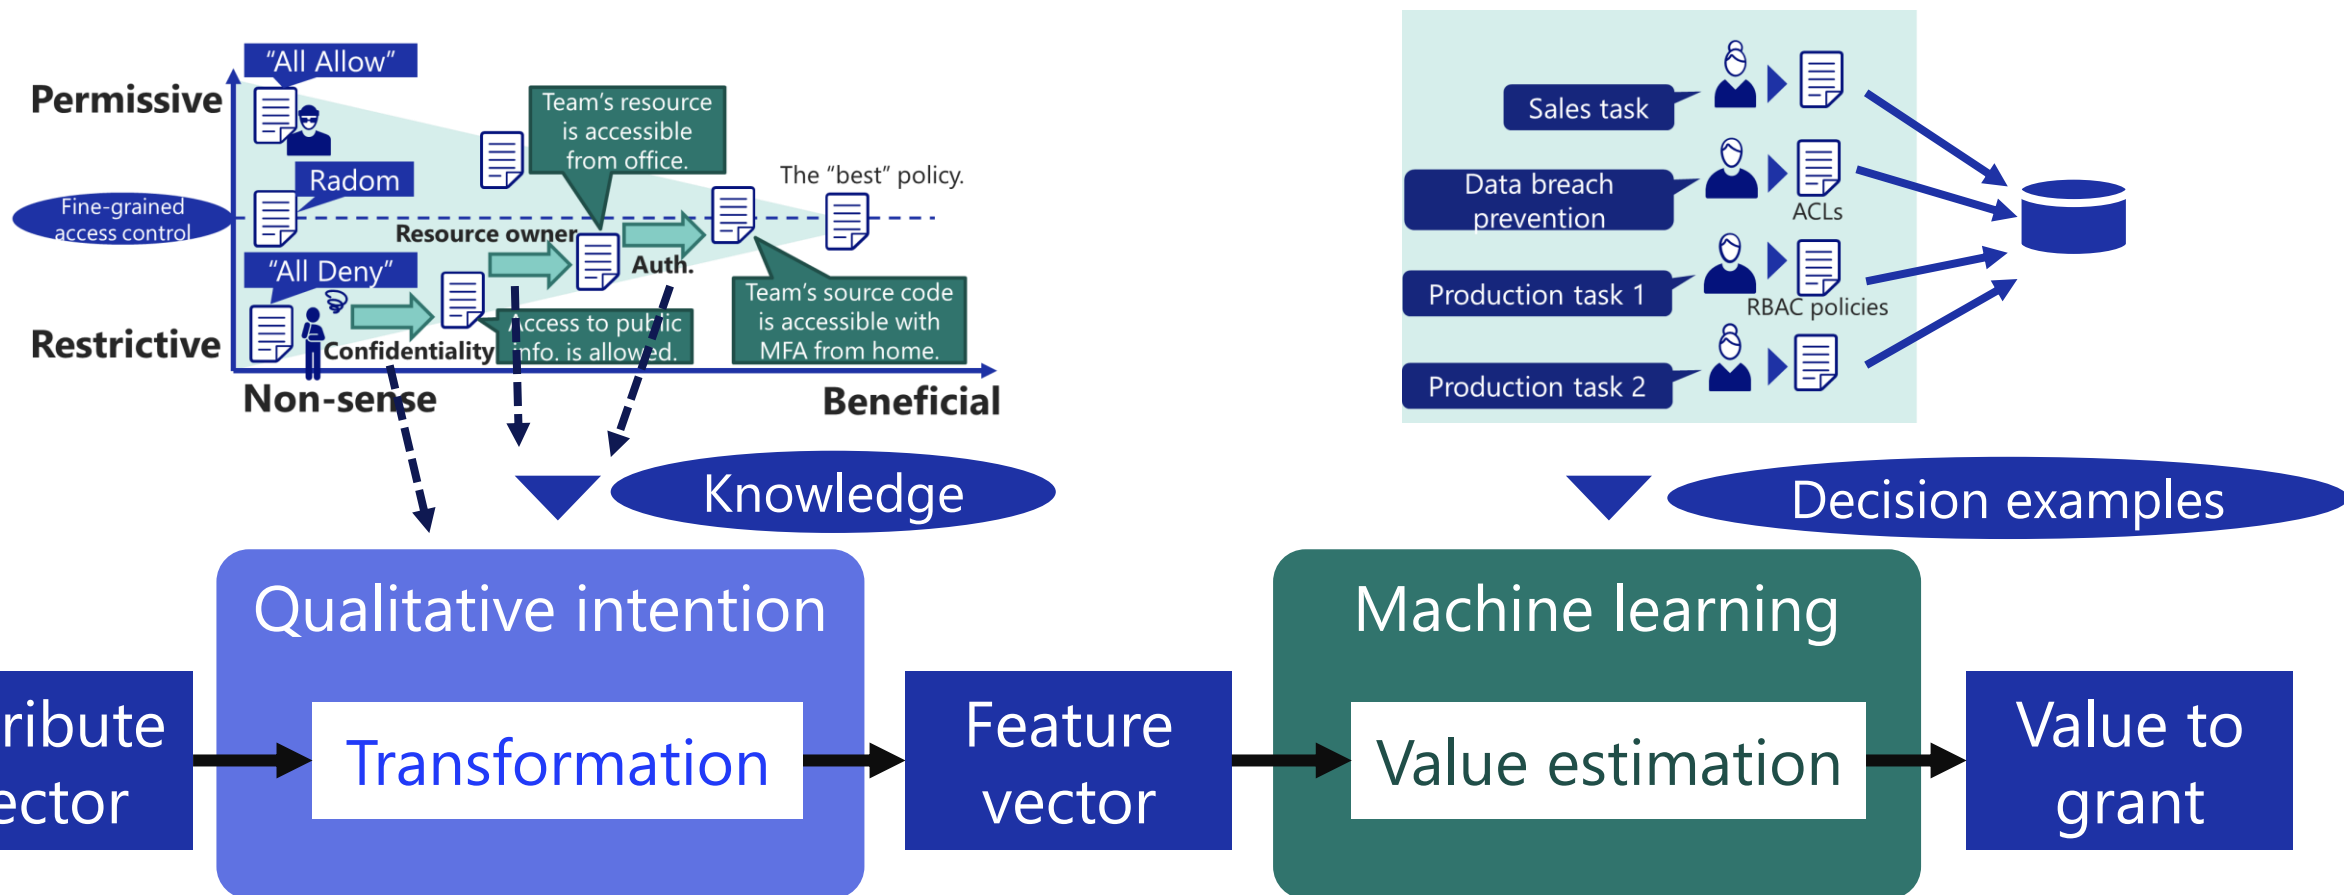 "All Allow"
Permissive
Team's resource
is accessible
from office.
Radom
The "best" policy.
Fine-grained
access control
Resource owner
"All Deny"
Auth.
Team's source code
is accessible with
MFA from home.
Access to public
info. is allowed.
Restrictive
Confidentiality
Non-sense
Beneficial
Sales task
Data breach
prevention
ACLs
Production task 1
RBAC policies
Production task 2
Knowledge
Decision examples
Qualitative intention
Machine learning
ribute
ector
Transformation
Feature
vector
Value estimation
Value to
grant